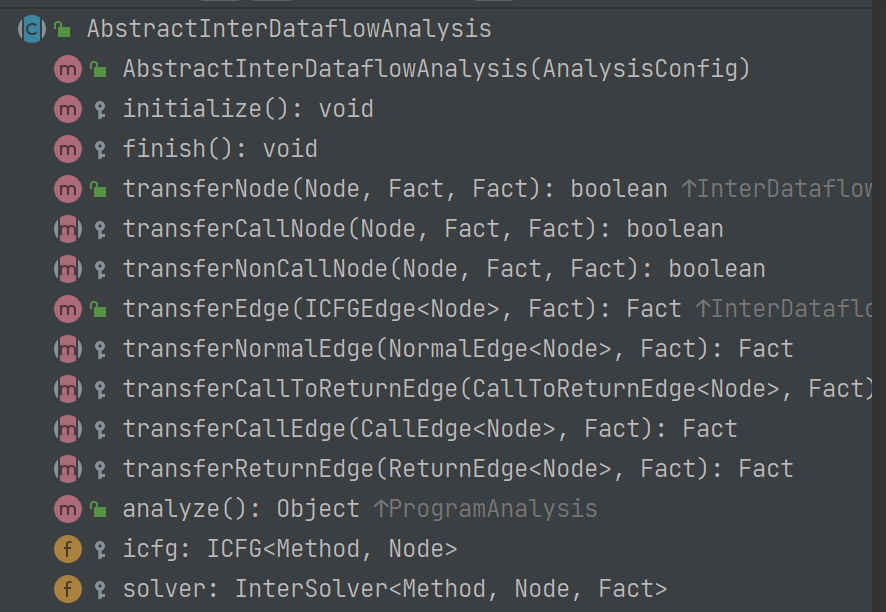 AbstractInterDataflowAnalysis
AbstractInterDataflowAnalysis(AnalysisConfig)
initialize(): void
finish(): void
transferNode(Node, Fact, Fact): boolean ↑InterDataflow
transferCallNode(Node, Fact, Fact): boolean
transferNonCallNode(Node, Fact, Fact): boolean
transferEdge(ICFGEdge<Node>, Fact): Fact ↑InterDataflo
transferNormalEdge(NormalEdge<Node>, Fact): Fact
transferCallToReturnEdge(CallToReturnEdge<Node>, Fact)
transferCallEdge(CallEdge<Node>, Fact): Fact
transferReturnEdge(ReturnEdge<Node>, Fact): Fact
analyze(): Object ↑ProgramAnalysis
icfg: ICFG<Method, Node>
solver: InterSolver<Method, Node, Fact>